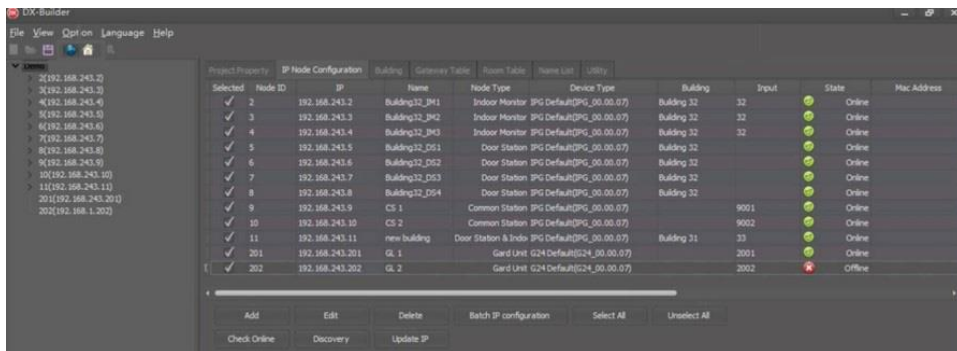 DX-Builder
File View Option Language Help
Demo
2(192.168.243.2)
3(192.168.243.3)
4(192.168.243.4)
5(192.168.243.5)
6(192.168.243.6)
7(192.168.243.7)
8(192.168.243.8)
9(192.168.243.9)
10(192.168.243.10)
11(192.168.243.11)
201(192.168.243.201)
202(192.168.1.202)
Project Property IP Node Configuration Building Gateway Table Room Table Name List Utility
Selected Node ID IP Name Node Type Device Type Building Input State Mac Address
2 192.168.243.2 Building32_IM1 Indoor Monitor IPG Default(IPG_00.00.07) Building 32 32 Online
3 192.168.243.3 Building32_IM2 Indoor Monitor IPG Default(IPG_00.00.07) Building 32 32 Online
4 192.168.243.4 Building32_IM3 Indoor Monitor IPG Default(IPG_00.00.07) Building 32 32 Online
5 192.168.243.5 Building32_DS1 Door Station IPG Default(IPG_00.00.07) Building 32 Online
6 192.168.243.6 Building32_DS2 Door Station IPG Default(IPG_00.00.07) Building 32 Online
7 192.168.243.7 Building32_DS3 Door Station IPG Default(IPG_00.00.07) Building 32 Online
8 192.168.243.8 Building32_DS4 Door Station IPG Default(IPG_00.00.07) Building 32 Online
9 192.168.243.9 CS 1 Common Station IPG Default(IPG_00.00.07) 9001 Online
10 192.168.243.10 CS 2 Common Station IPG Default(IPG_00.00.07) 9002 Online
11 192.168.243.11 new building Door Station & Indoo IPG Default(IPG_00.00.07) Building 31 33 Online
201 192.168.243.201 GL 1 Gard Unit G24 Default(G24_00.00.07) 2001 Online
202 192.168.243.202 GL 2 Gard Unit G24 Default(G24_00.00.07) 2002 Offline
Add Edit Delete Batch IP configuration Select All Unselect All
Check Online Discovery Update IP